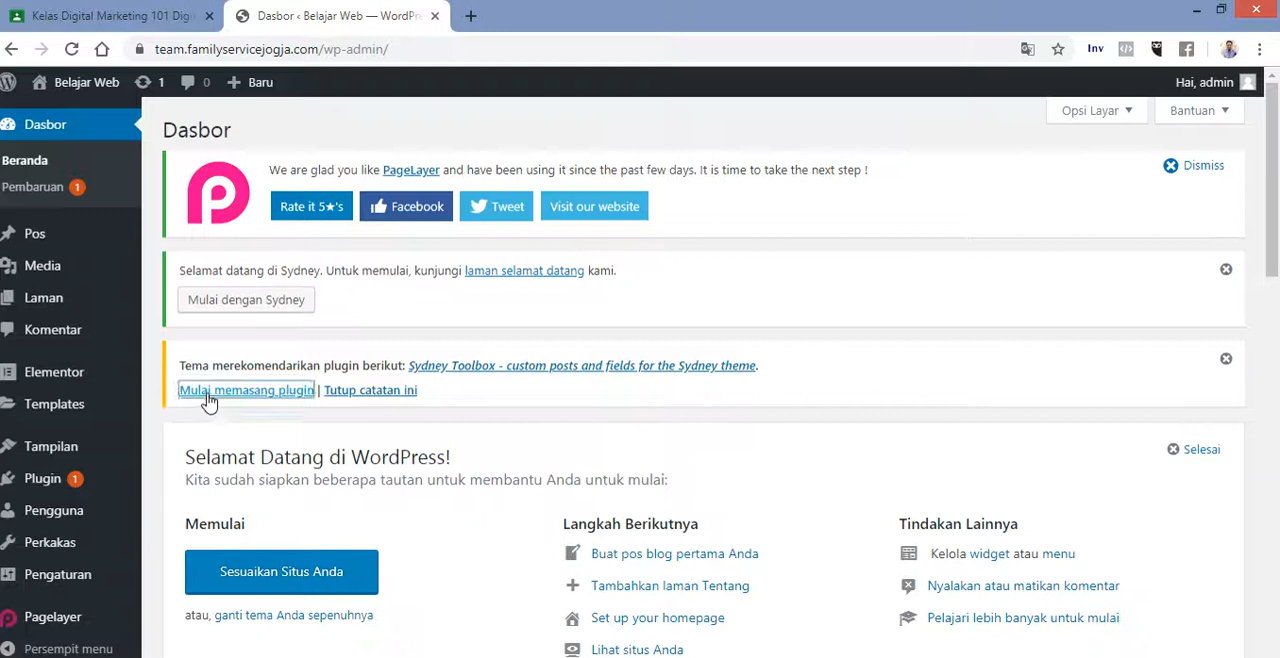 Kelas Digital Marketing 101 Digi
Dasbor ‹ Belajar Web — WordPr
team.familyservicejogja.com/wp-admin/
Inv
Belajar Web 1 0 Baru
Hai, admin
Dasbor
Beranda
Pembaruan 1
Pos
Media
Laman
Komentar
Elementor
Templates
Tampilan
Plugin 1
Pengguna
Perkakas
Pengaturan
Pagelayer
Persempit menu
Opsi Layar
Bantuan
Dasbor
We are glad you like PageLayer and have been using it since the past few days. It is time to take the next step !
Dismiss
Rate it 5★'s
Facebook
Tweet
Visit our website
Selamat datang di Sydney. Untuk memulai, kunjungi laman selamat datang kami.
Mulai dengan Sydney
Tema merekomendarikan plugin berikut: Sydney Toolbox - custom posts and fields for the Sydney theme.
Mulai memasang plugin | Tutup catatan ini
Selamat Datang di WordPress!
Selesai
Kita sudah siapkan beberapa tautan untuk membantu Anda untuk mulai:
Memulai
Sesuaikan Situs Anda
atau, ganti tema Anda sepenuhnya
Langkah Berikutnya
Buat pos blog pertama Anda
Tambahkan laman Tentang
Set up your homepage
Lihat situs Anda
Tindakan Lainnya
Kelola widget atau menu
Nyalakan atau matikan komentar
Pelajari lebih banyak untuk mulai